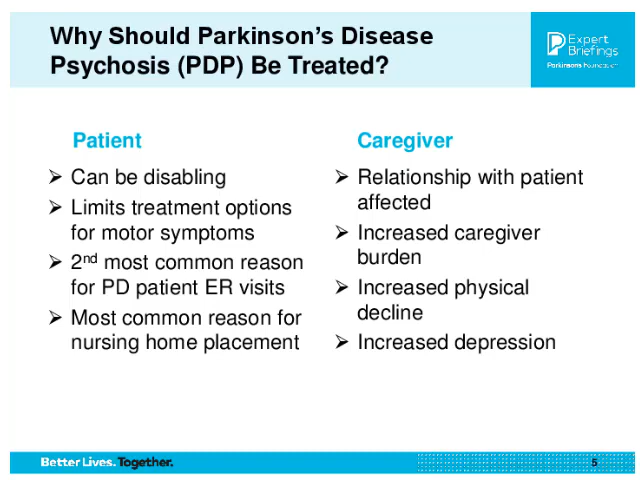 Why Should Parkinson's Disease
Psychosis (PDP) Be Treated?
Expert
Briefings
Parkinson's Foundation
Patient
➢ Can be disabling
➢ Limits treatment options
for motor symptoms
➢ 2nd most common reason
for PD patient ER visits
➢ Most common reason for
nursing home placement
Caregiver
➢ Relationship with patient
affected
➢ Increased caregiver
burden
➢ Increased physical
decline
➢ Increased depression
Better Lives. Together.
5